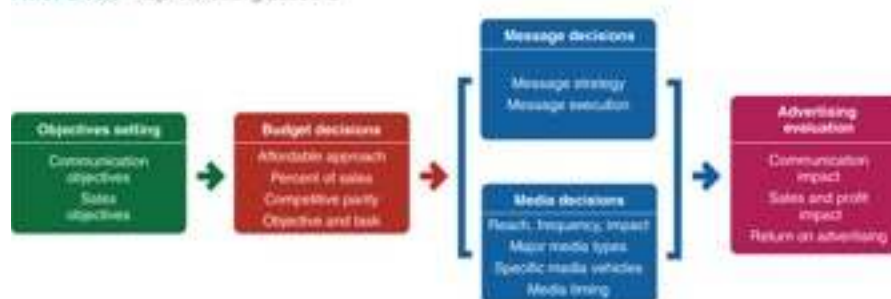 Objectives setting
Communication
objectives
Sales
objectives
Budget decisions
Affordable approach
Percent of sales
Competitive parity
Objective and task
Message decisions
Message strategy
Message execution
Media decisions
Reach, frequency, impact
Major media types
Specific media vehicles
Media timing
Advertising
evaluation
Communication
impact
Sales and profit
impact
Return on advertising